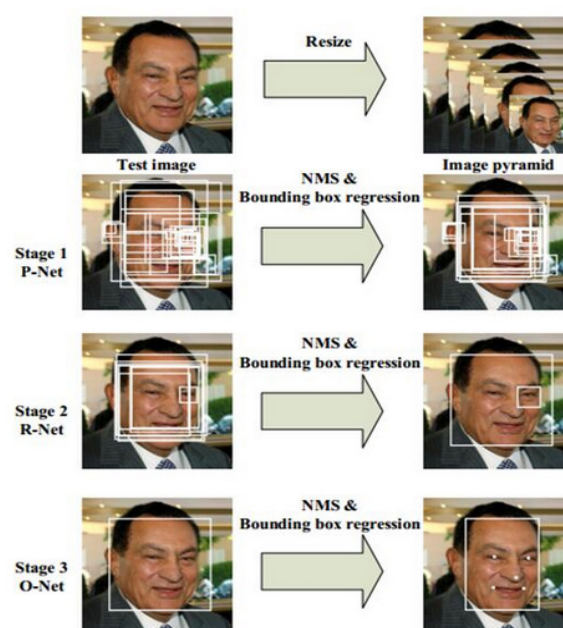 Resize
Test image
Image pyramid
NMS &
Bounding box regression
Stage 1
P-Net
NMS &
Bounding box regression
Stage 2
R-Net
NMS &
Bounding box regression
Stage 3
O-Net